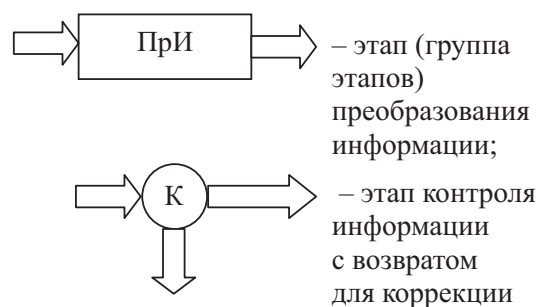 ПрИ
– этап (группа
этапов)
преобразования
информации;
К
– этап контроля
информации
с возвратом
для коррекции